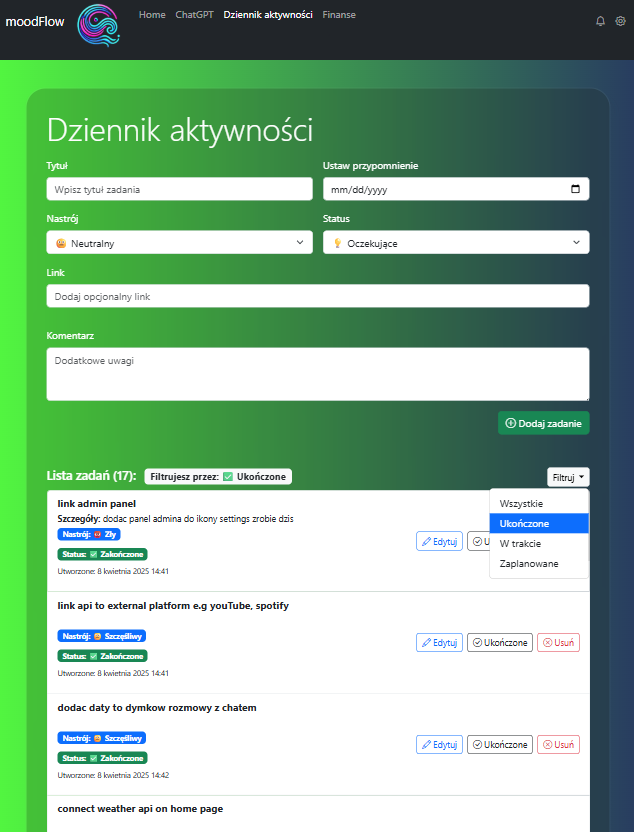 moodFlow Home ChatGPT Dziennik aktywności Finanse
Dziennik aktywności
Tytuł Ustaw przypomnienie
Wpisz tytuł zadania mm/dd/yyyy
Nastrój Status
😐 Neutralny 💡 Oczekujące
Link
Dodaj opcjonalny link
Komentarz
Dodatkowe uwagi
Dodaj zadanie
Lista zadań (17): Filtrujesz przez: ✅ Ukończone Filtruj
Wszystkie
Ukończone
W trakcie
Zaplanowane
link admin panel
Szczegóły: dodac panel admina do ikony settings zrobie dzis
Nastrój: 😡 Zły
Edytuj U
Status: ✅ Zakończone
Utworzone: 8 kwietnia 2025 14:41
link api to external platform e.g youTube, spotify
Nastrój: 😊 Szczęśliwy
Edytuj Ukończone Usuń
Status: ✅ Zakończone
Utworzone: 8 kwietnia 2025 14:41
dodac daty to dymkow rozmowy z chatem
Nastrój: 😊 Szczęśliwy
Edytuj Ukończone Usuń
Status: ✅ Zakończone
Utworzone: 8 kwietnia 2025 14:42
connect weather api on home page